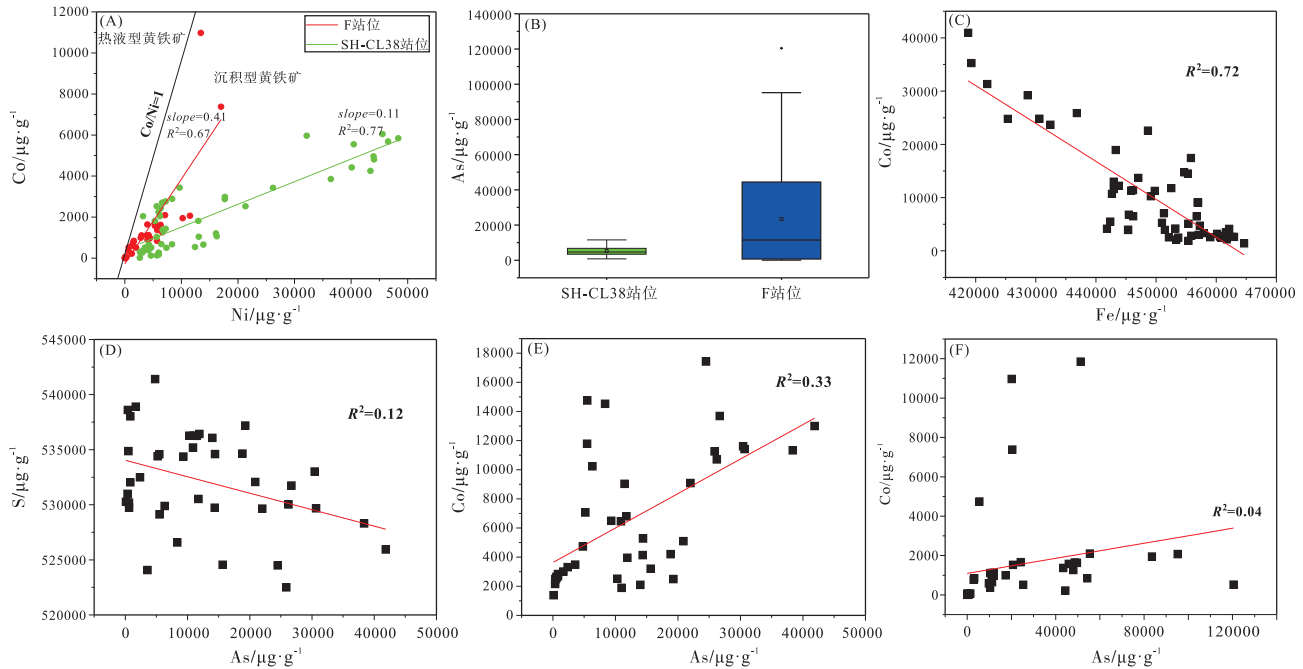 (A)
12000
10000
8000
6000
4000
2000
0
Co/μg·g⁻¹
热液型黄铁矿
Co/Ni=1
沉积型黄铁矿
F站位
SH-CL38站位
slope=0.41
R²=0.67
slope=0.11
R²=0.77
0 10000 20000 30000 40000 50000
Ni/μg·g⁻¹
(B)
140000
120000
100000
80000
60000
40000
20000
0
As/μg·g⁻¹
SH-CL38站位 F站位
(C)
40000
30000
20000
10000
0
Co/μg·g⁻¹
R²=0.72
420000 430000 440000 450000 460000 470000
Fe/μg·g⁻¹
(D)
545000
540000
535000
530000
525000
520000
S/μg·g⁻¹
R²=0.12
0 10000 20000 30000 40000 50000
As/μg·g⁻¹
(E)
18000
16000
14000
12000
10000
8000
6000
4000
2000
0
Co/μg·g⁻¹
R²=0.33
0 10000 20000 30000 40000 50000
As/μg·g⁻¹
(F)
12000
10000
8000
6000
4000
2000
0
Co/μg·g⁻¹
R²=0.04
0 40000 80000 120000
As/μg·g⁻¹